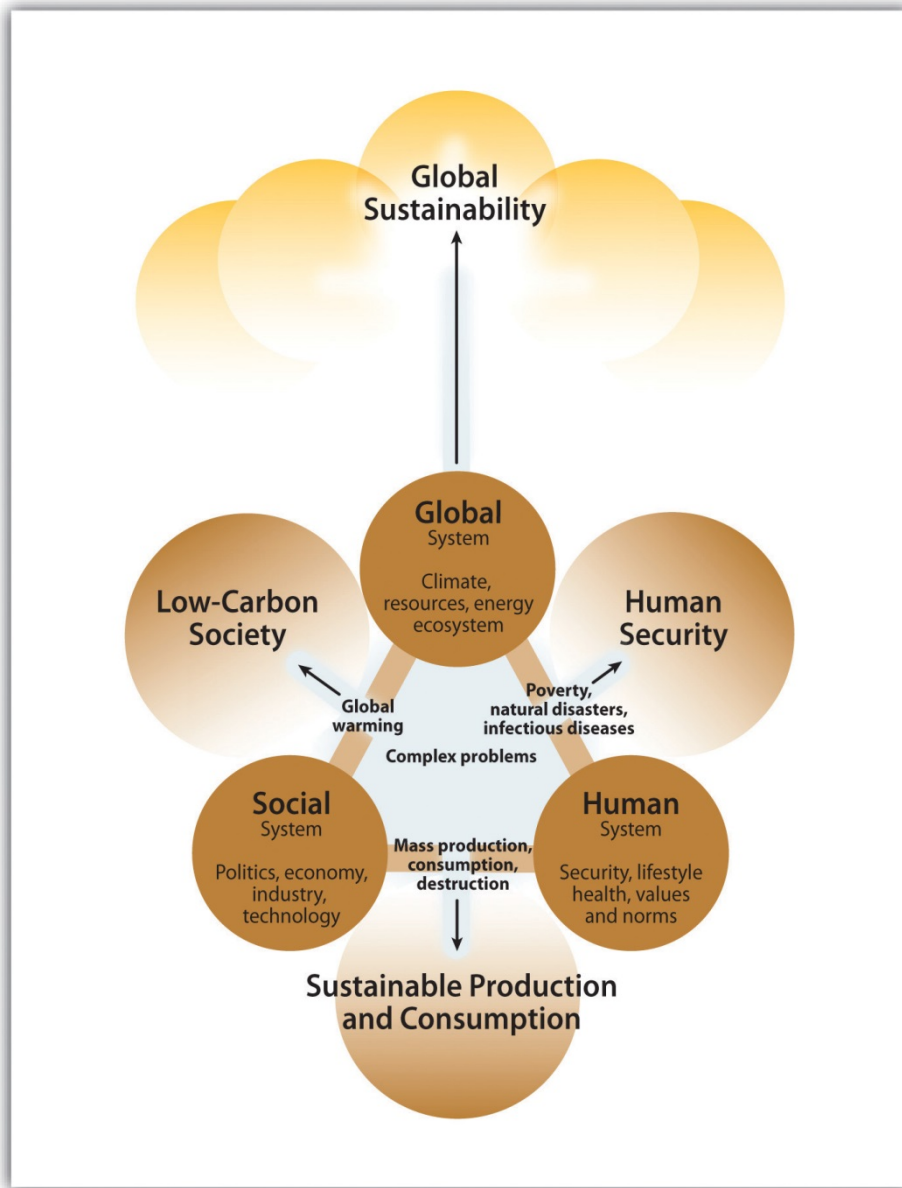 Global
Sustainability
Global
System
Climate,
resources, energy
ecosystem
Low-Carbon
Society
Human
Security
Global
warming
Poverty,
natural disasters,
infectious diseases
Complex problems
Social
System
Politics, economy,
industry,
technology
Mass production,
consumption,
destruction
Human
System
Security, lifestyle
health, values
and norms
Sustainable Production
and Consumption